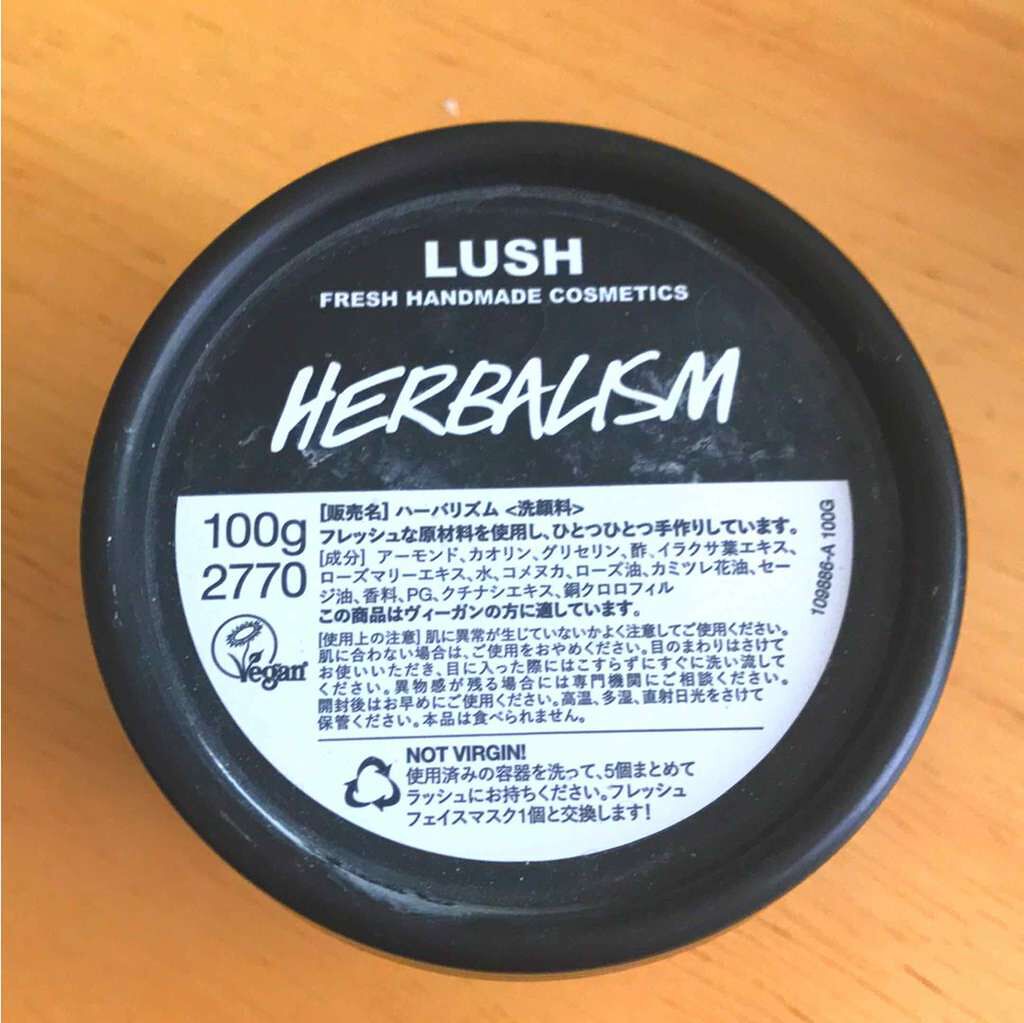 LUSH
FRESH HANDMADE COSMETICS
HERBALISM
100g
2770
Vegan
[販売名] ハーバリズム <洗顔料>
フレッシュな原材料を使用し、ひとつひとつ手作りしています。
[成分] アーモンド、カオリン、グリセリン、酢、イラクサ葉エキス、
ローズマリーエキス、水、コメヌカ、ローズ油、カミツレ花油、セー
ジ油、香料、PG、クチナシエキス、銅クロロフィル
この商品はヴィーガンの方に適しています。
[使用上の注意] 肌に異常が生じていないかよく注意してご使用ください。
肌に合わない場合は、ご使用をおやめください。目のまわりはさけて
お使いいただき、目に入った際にはこすらずにすぐに洗い流して
ください。異物感が残る場合には専門機関にご相談ください。
開封後はお早めにご使用ください。高温、多湿、直射日光をさけて
保管ください。本品は食べられません。
109886-A 100G
NOT VIRGIN!
使用済みの容器を洗って、5個まとめて
ラッシュにお持ちください。フレッシュ
フェイスマスク1個と交換します!